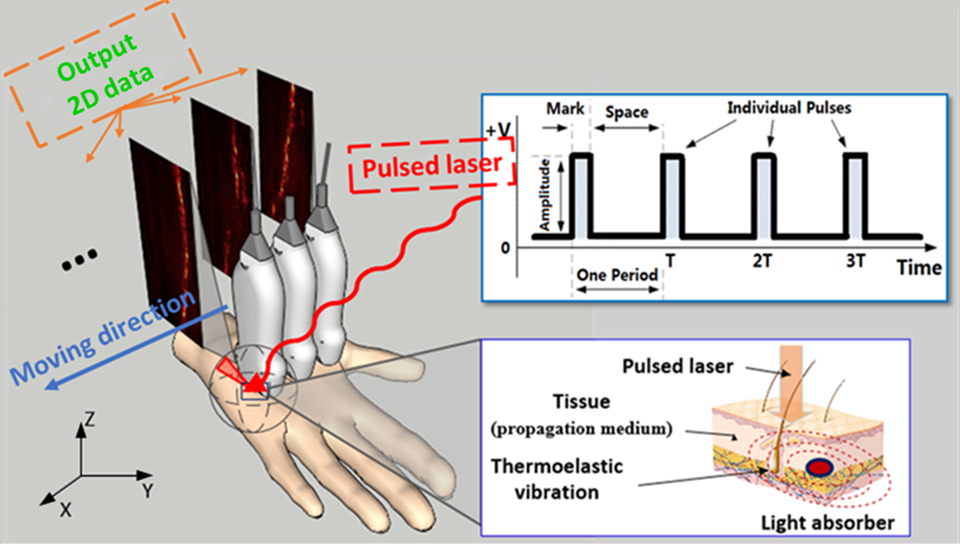 Output
2D data
Pulsed laser
Moving direction
Z
Y
X
Mark
Space
Individual Pulses
+V
Amplitude
0
T
2T
3T
Time
One Period
Pulsed laser
Tissue
(propagation medium)
Thermoelastic
vibration
Light absorber